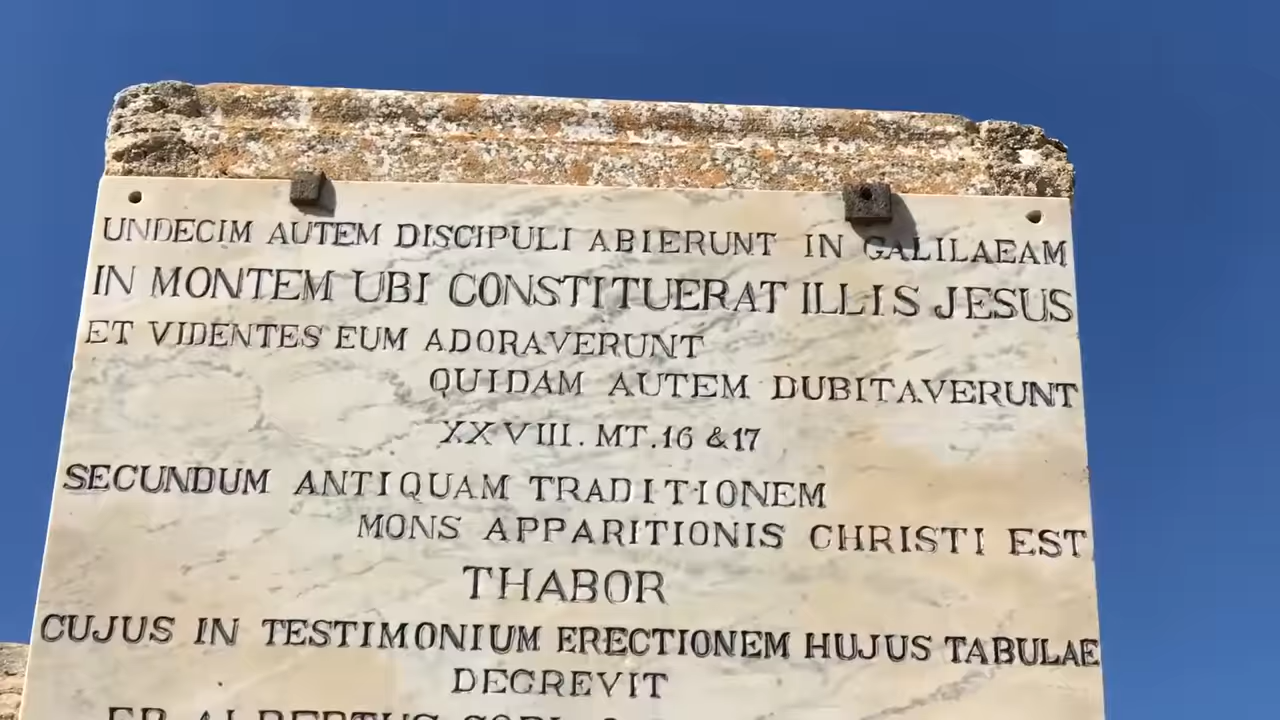 UNDECIM AUTEM DISCIPULI ABIERUNT IN GALILAEAM
IN MONTEM UBI CONSTITUERAT ILLIS JESUS
ET VIDENTES EUM ADORAVERUNT
QUIDAM AUTEM DUBITAVERUNT
XXVIII. MT. 16 & 17
SECUNDUM ANTIQUAM TRADITIONEM
MONS APPARITIONIS CHRISTI EST
THABOR
CUJUS IN TESTIMONIUM ERECTIONEM HUJUS TABULAE
DECREVIT
ALBERTUS